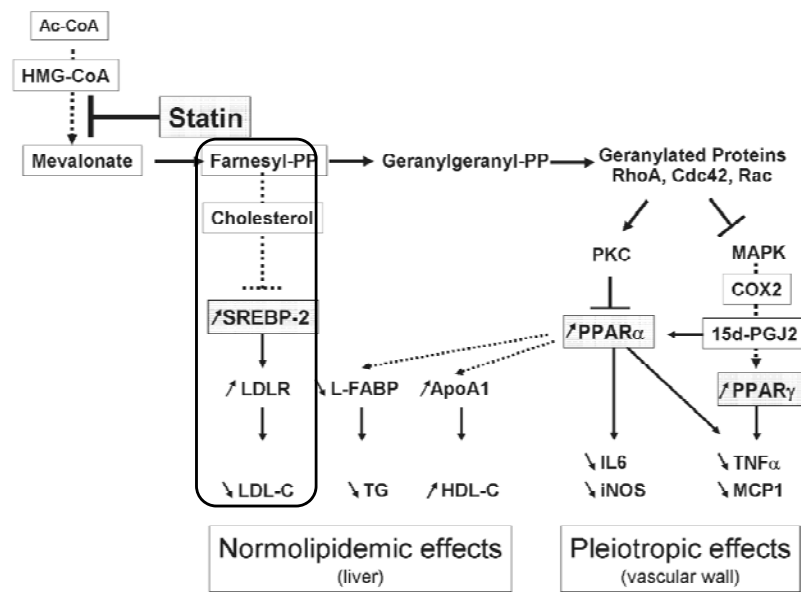 Ac-CoA
HMG-CoA
Statin
Mevalonate
Farnesyl-PP
Geranylgeranyl-PP
Geranylated Proteins
RhoA, Cdc42, Rac
Cholesterol
PKC
MAPK
COX2
↗SREBP-2
↗PPARα
15d-PGJ2
↗LDLR
↘L-FABP
↗ApoA1
↗PPARγ
↘IL6
↘TNFα
↘LDL-C
↘TG
↗HDL-C
↘iNOS
↘MCP1
Normolipidemic effects
(liver)
Pleiotropic effects
(vascular wall)